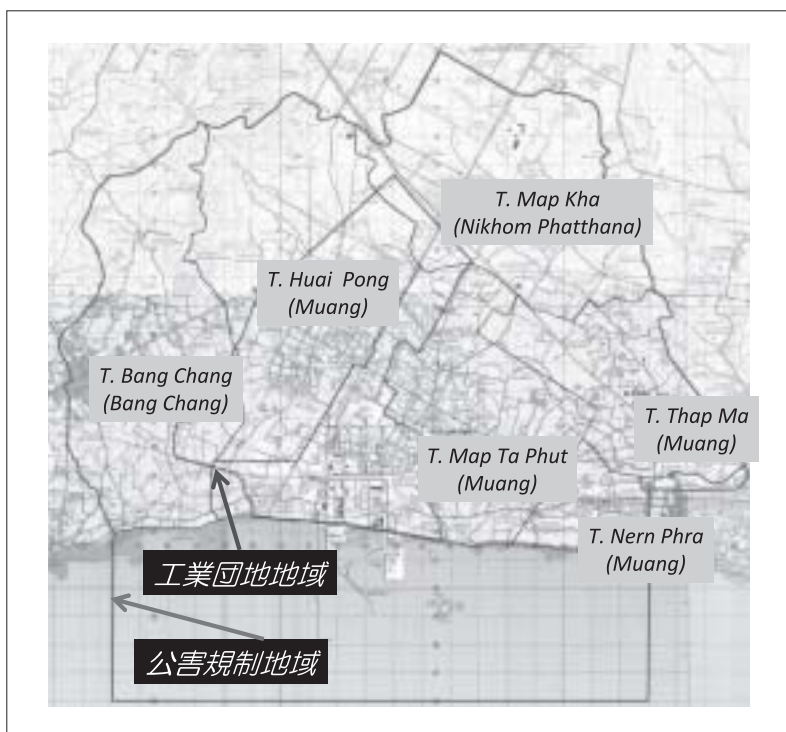 T. Map Kha
(Nikhom Phatthana)
T. Huai Pong
(Muang)
T. Bang Chang
(Bang Chang)
T. Thap Ma
(Muang)
T. Map Ta Phut
(Muang)
T. Nern Phra
(Muang)
工業団地地域
公害規制地域